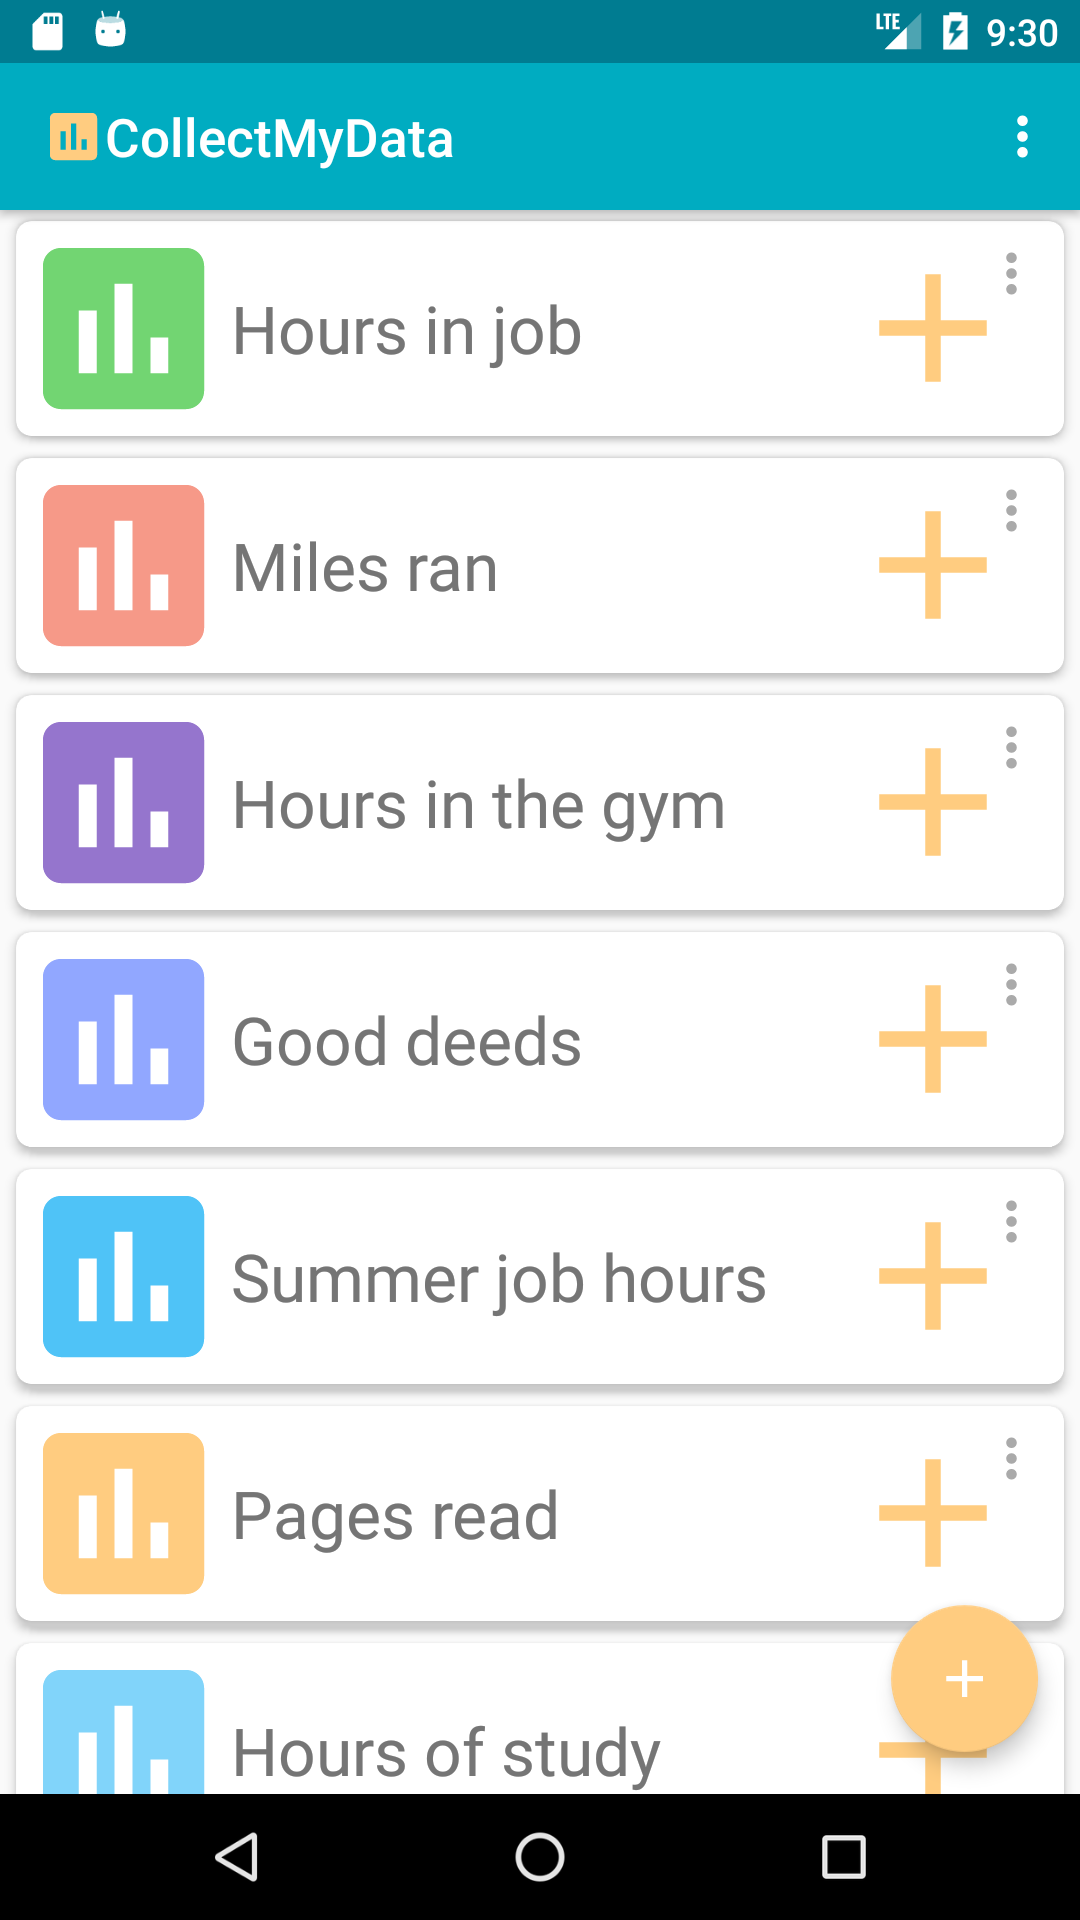 LTE 9:30
CollectMyData
Hours in job
Miles ran
Hours in the gym
Good deeds
Summer job hours
Pages read
Hours of study